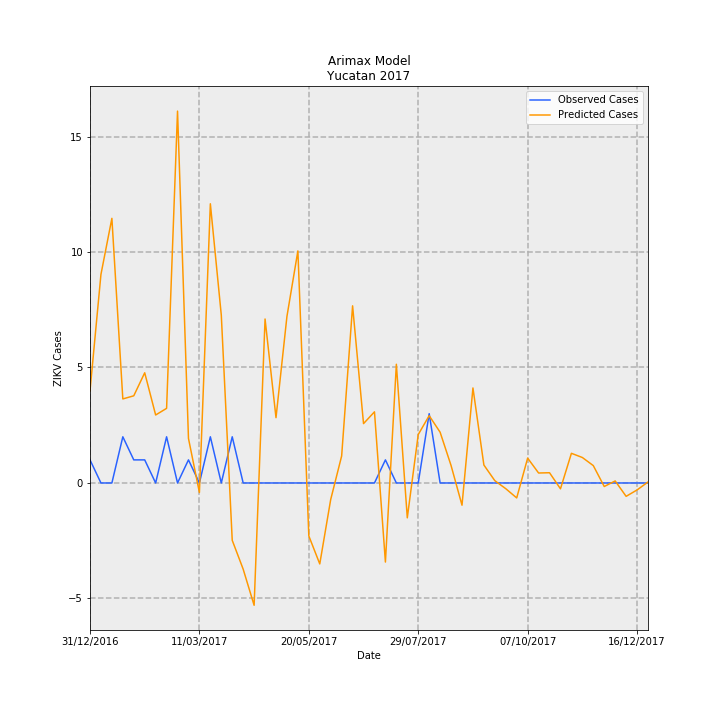 Arimax Model
Yucatan 2017
Observed Cases
Predicted Cases
15
10
5
0
−5
ZIKV Cases
31/12/2016
11/03/2017
20/05/2017
29/07/2017
07/10/2017
16/12/2017
Date